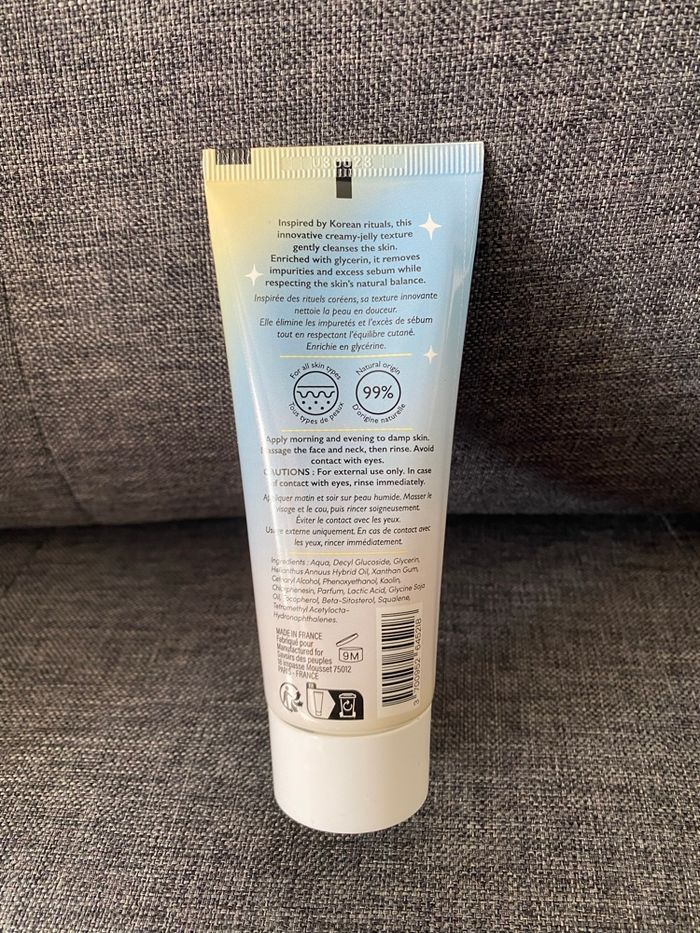 Inspired by Korean rituals, this
innovative creamy-jelly texture
gently cleanses the skin.
Enriched with glycerin, it removes
impurities and excess sebum while
respecting the skin's natural balance.
Inspirée des rituels coréens, sa texture innovante
nettoie la peau en douceur.
Elle élimine les impuretés et l'excès de sébum
tout en respectant l'équilibre cutané.
Enrichie en glycérine.
For all skin types
Tous types de peaux
Natural origin
99%
D'origine naturelle
Apply morning and evening to damp skin.
Massage the face and neck, then rinse. Avoid
contact with eyes.
CAUTIONS : For external use only. In case
of contact with eyes, rinse immediately.
Appliquer matin et soir sur peau humide. Masser le
visage et le cou, puis rincer soigneusement.
Éviter le contact avec les yeux.
Usage externe uniquement. En cas de contact avec
les yeux, rincer immédiatement.
Ingredients : Aqua, Decyl Glucoside, Glycerin,
Helianthus Annuus Hybrid Oil, Xanthan Gum,
Cetearyl Alcohol, Phenoxyethanol, Kaolin,
Chlorphenesin, Parfum, Lactic Acid, Glycine Soja
Oil, Tocopherol, Beta-Sitosterol, Squalene,
Tetramethyl Acetylocta-
Hydronaphthalenes.
MADE IN FRANCE
Fabriqué pour
Manufactured for
Savoirs des peuples
18 impasse Mousset 75012
PARIS - FRANCE
9M
3 700952 64528